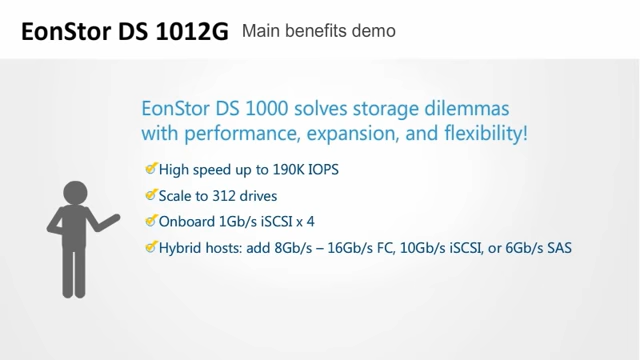 EonStor DS 1012G Main benefits demo
EonStor DS 1000 solves storage dilemmas
with performance, expansion, and flexibility!
High speed up to 190K IOPS
Scale to 312 drives
Onboard 1Gb/s iSCSI x 4
Hybrid hosts: add 8Gb/s – 16Gb/s FC, 10Gb/s iSCSI, or 6Gb/s SAS